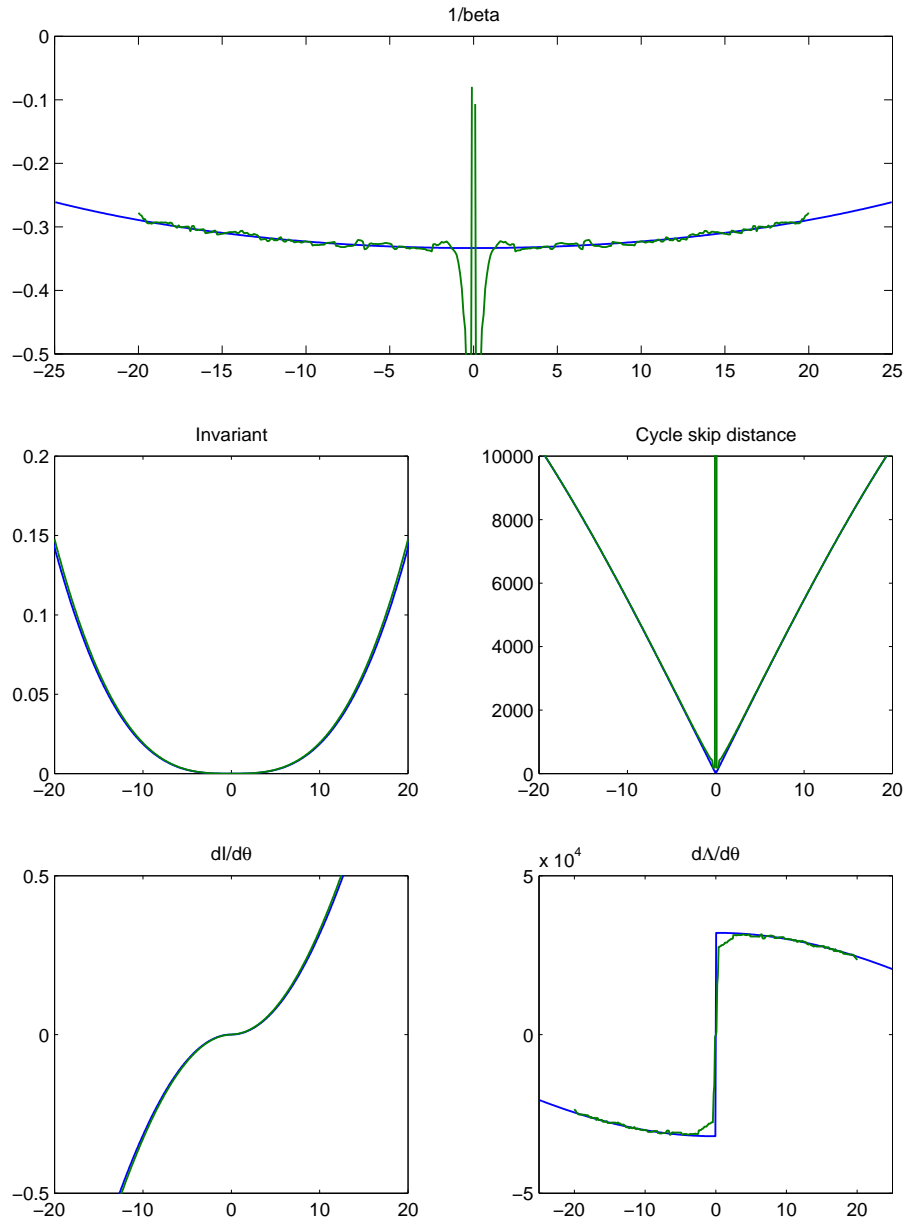 1/beta
0
−0.1
−0.2
−0.3
−0.4
−0.5
−25 −20 −15 −10 −5 0 5 10 15 20 25
Invariant
0.2
0.15
0.1
0.05
0
−20 −10 0 10 20
Cycle skip distance
10000
8000
6000
4000
2000
0
−20 −10 0 10 20
dI/dθ
0.5
0
−0.5
−20 −10 0 10 20
dΛ/dθ
x 10^4
5
0
−5
−20 −10 0 10 20